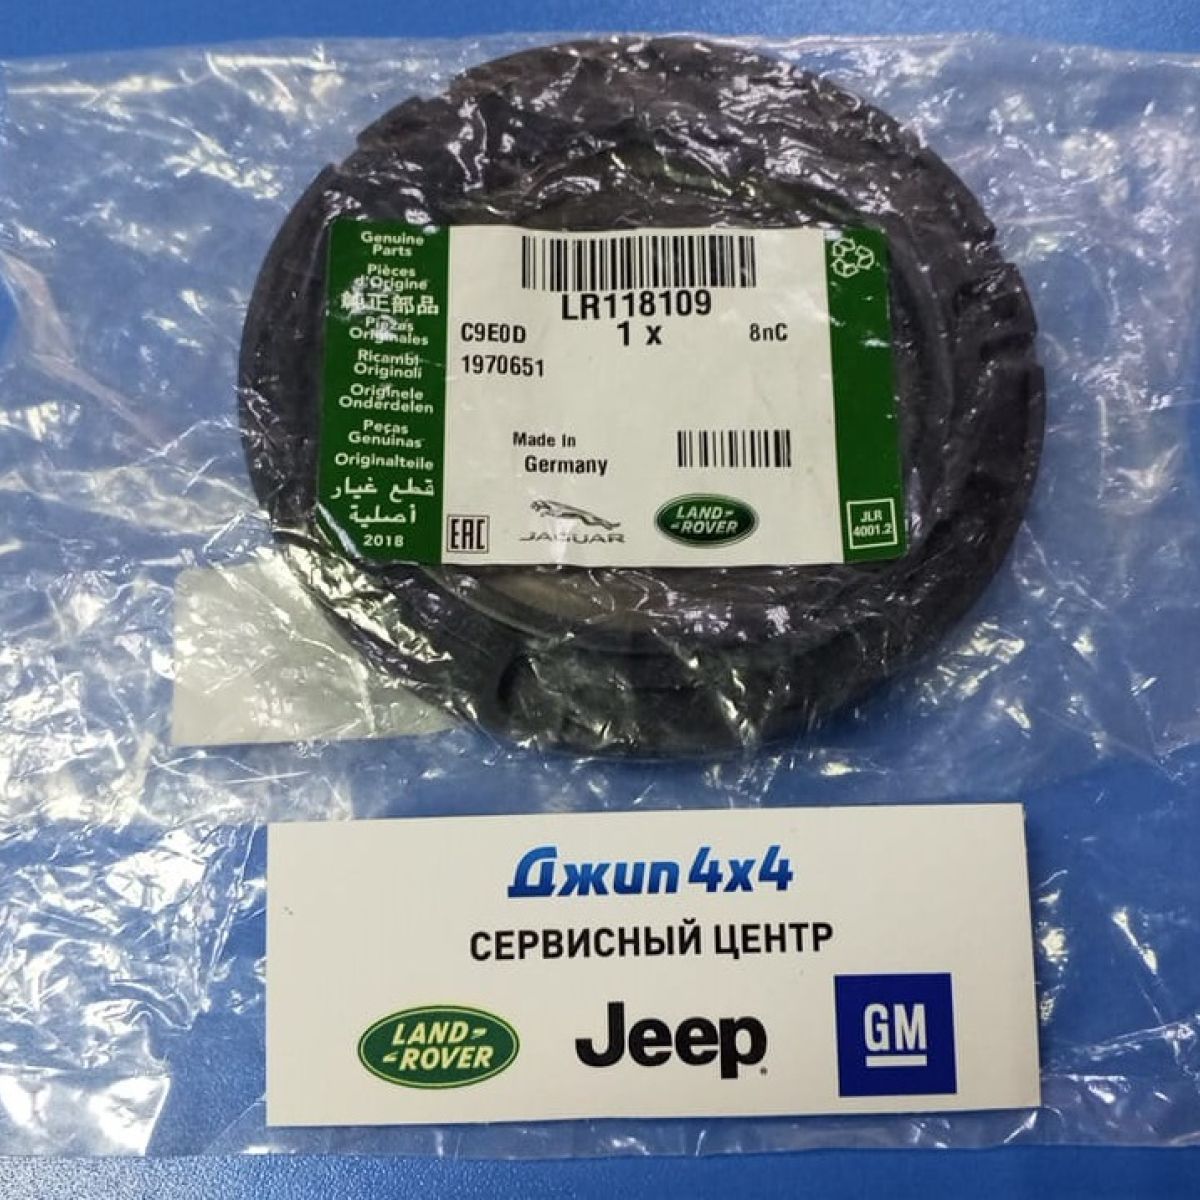 Genuine
Parts
Pièces
d'Origine
純正部品
Piezas
Originales
Ricambi
Originali
Originele
Onderdelen
Peças
Genuinas
Originalteile
قطع غيار
أصلية
2018
LR118109
1 x
C9E0D
8nC
1970651
Made In
Germany
EAC
JAGUAR
LAND-
-ROVER
JLR
4001.2
Джип 4x4
СЕРВИСНЫЙ ЦЕНТР
LAND-
-ROVER
Jeep
GM